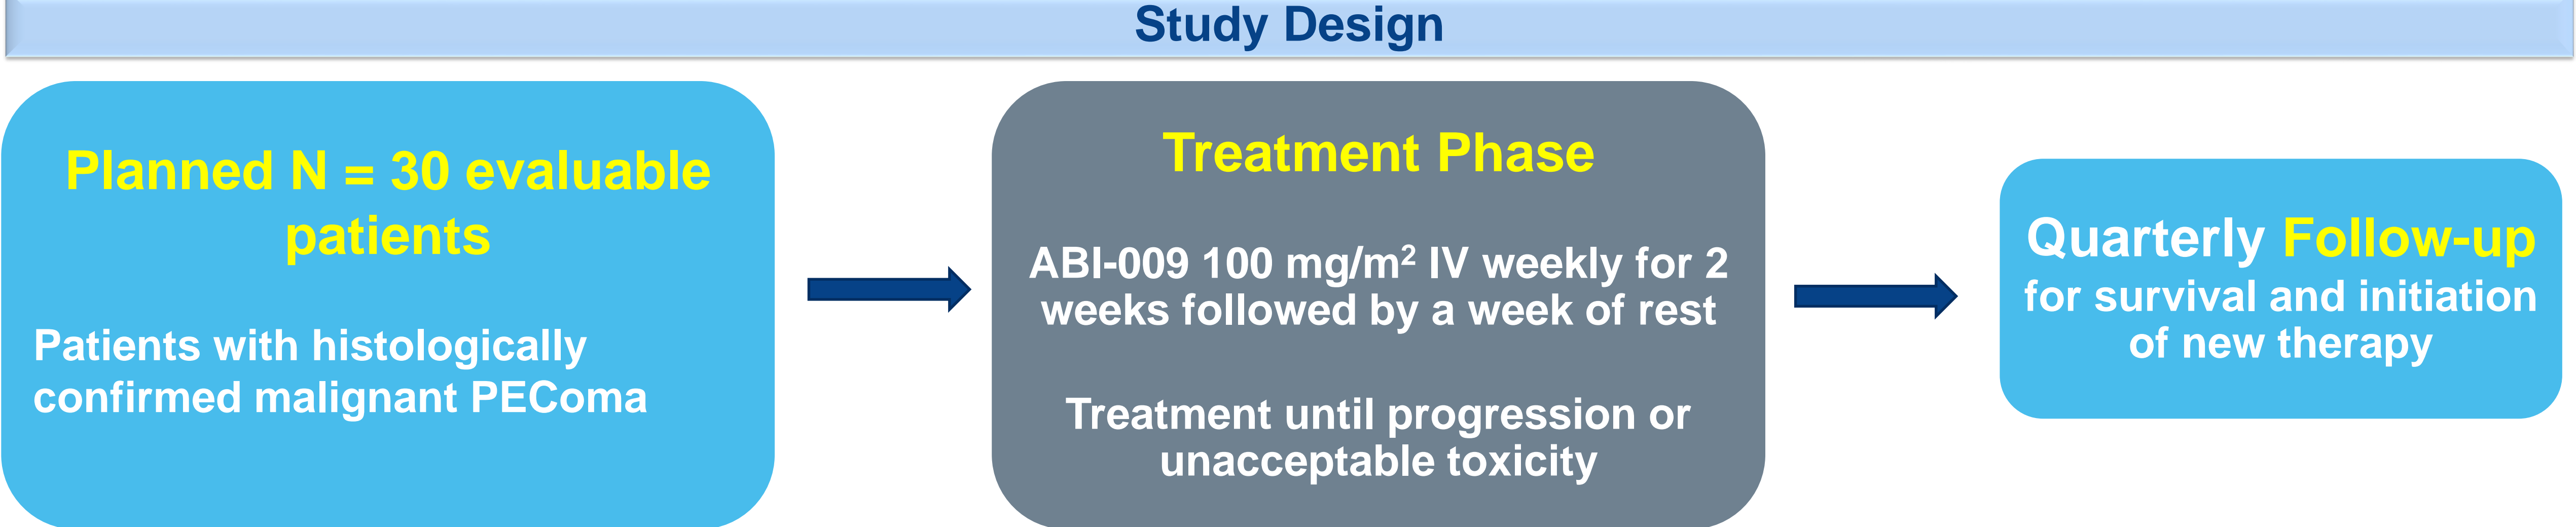 Study Design
Planned N = 30 evaluable
patients
Patients with histologically
confirmed malignant PEComa
Treatment Phase
ABI-009 100 mg/m² IV weekly for 2
weeks followed by a week of rest
Treatment until progression or
unacceptable toxicity
Quarterly Follow-up
for survival and initiation
of new therapy